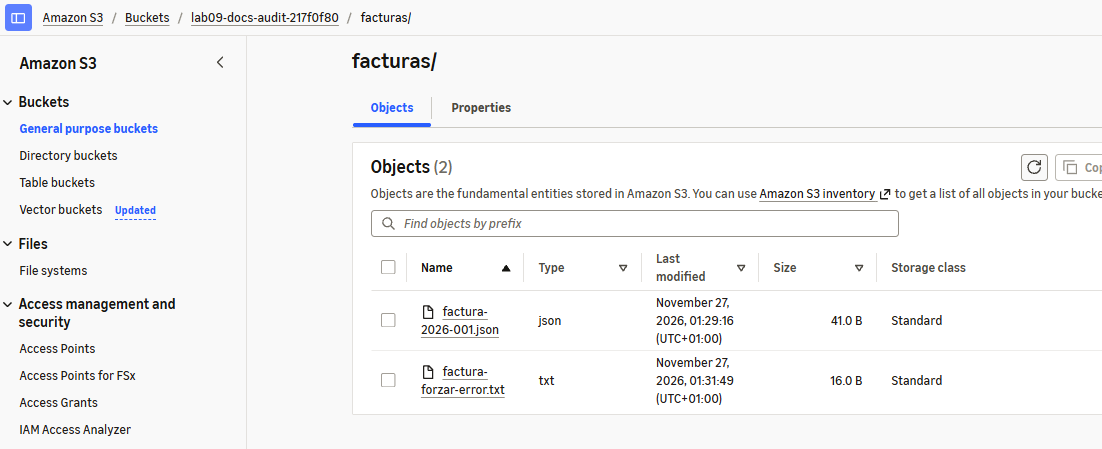 Amazon S3 / Buckets / lab09-docs-audit-217f0f80 / facturas/
Amazon S3
Buckets
General purpose buckets
Directory buckets
Table buckets
Vector buckets Updated
Files
File systems
Access management and
security
Access Points
Access Points for FSx
Access Grants
IAM Access Analyzer
facturas/
Objects Properties
Objects (2)
Objects are the fundamental entities stored in Amazon S3. You can use Amazon S3 inventory to get a list of all objects in your bucke
Find objects by prefix
Name Type Last modified Size Storage class
factura-
2026-001.json
json
November 27,
2026, 01:29:16
(UTC+01:00)
41.0 B
Standard
factura-
forzar-error.txt
txt
November 27,
2026, 01:31:49
(UTC+01:00)
16.0 B
Standard